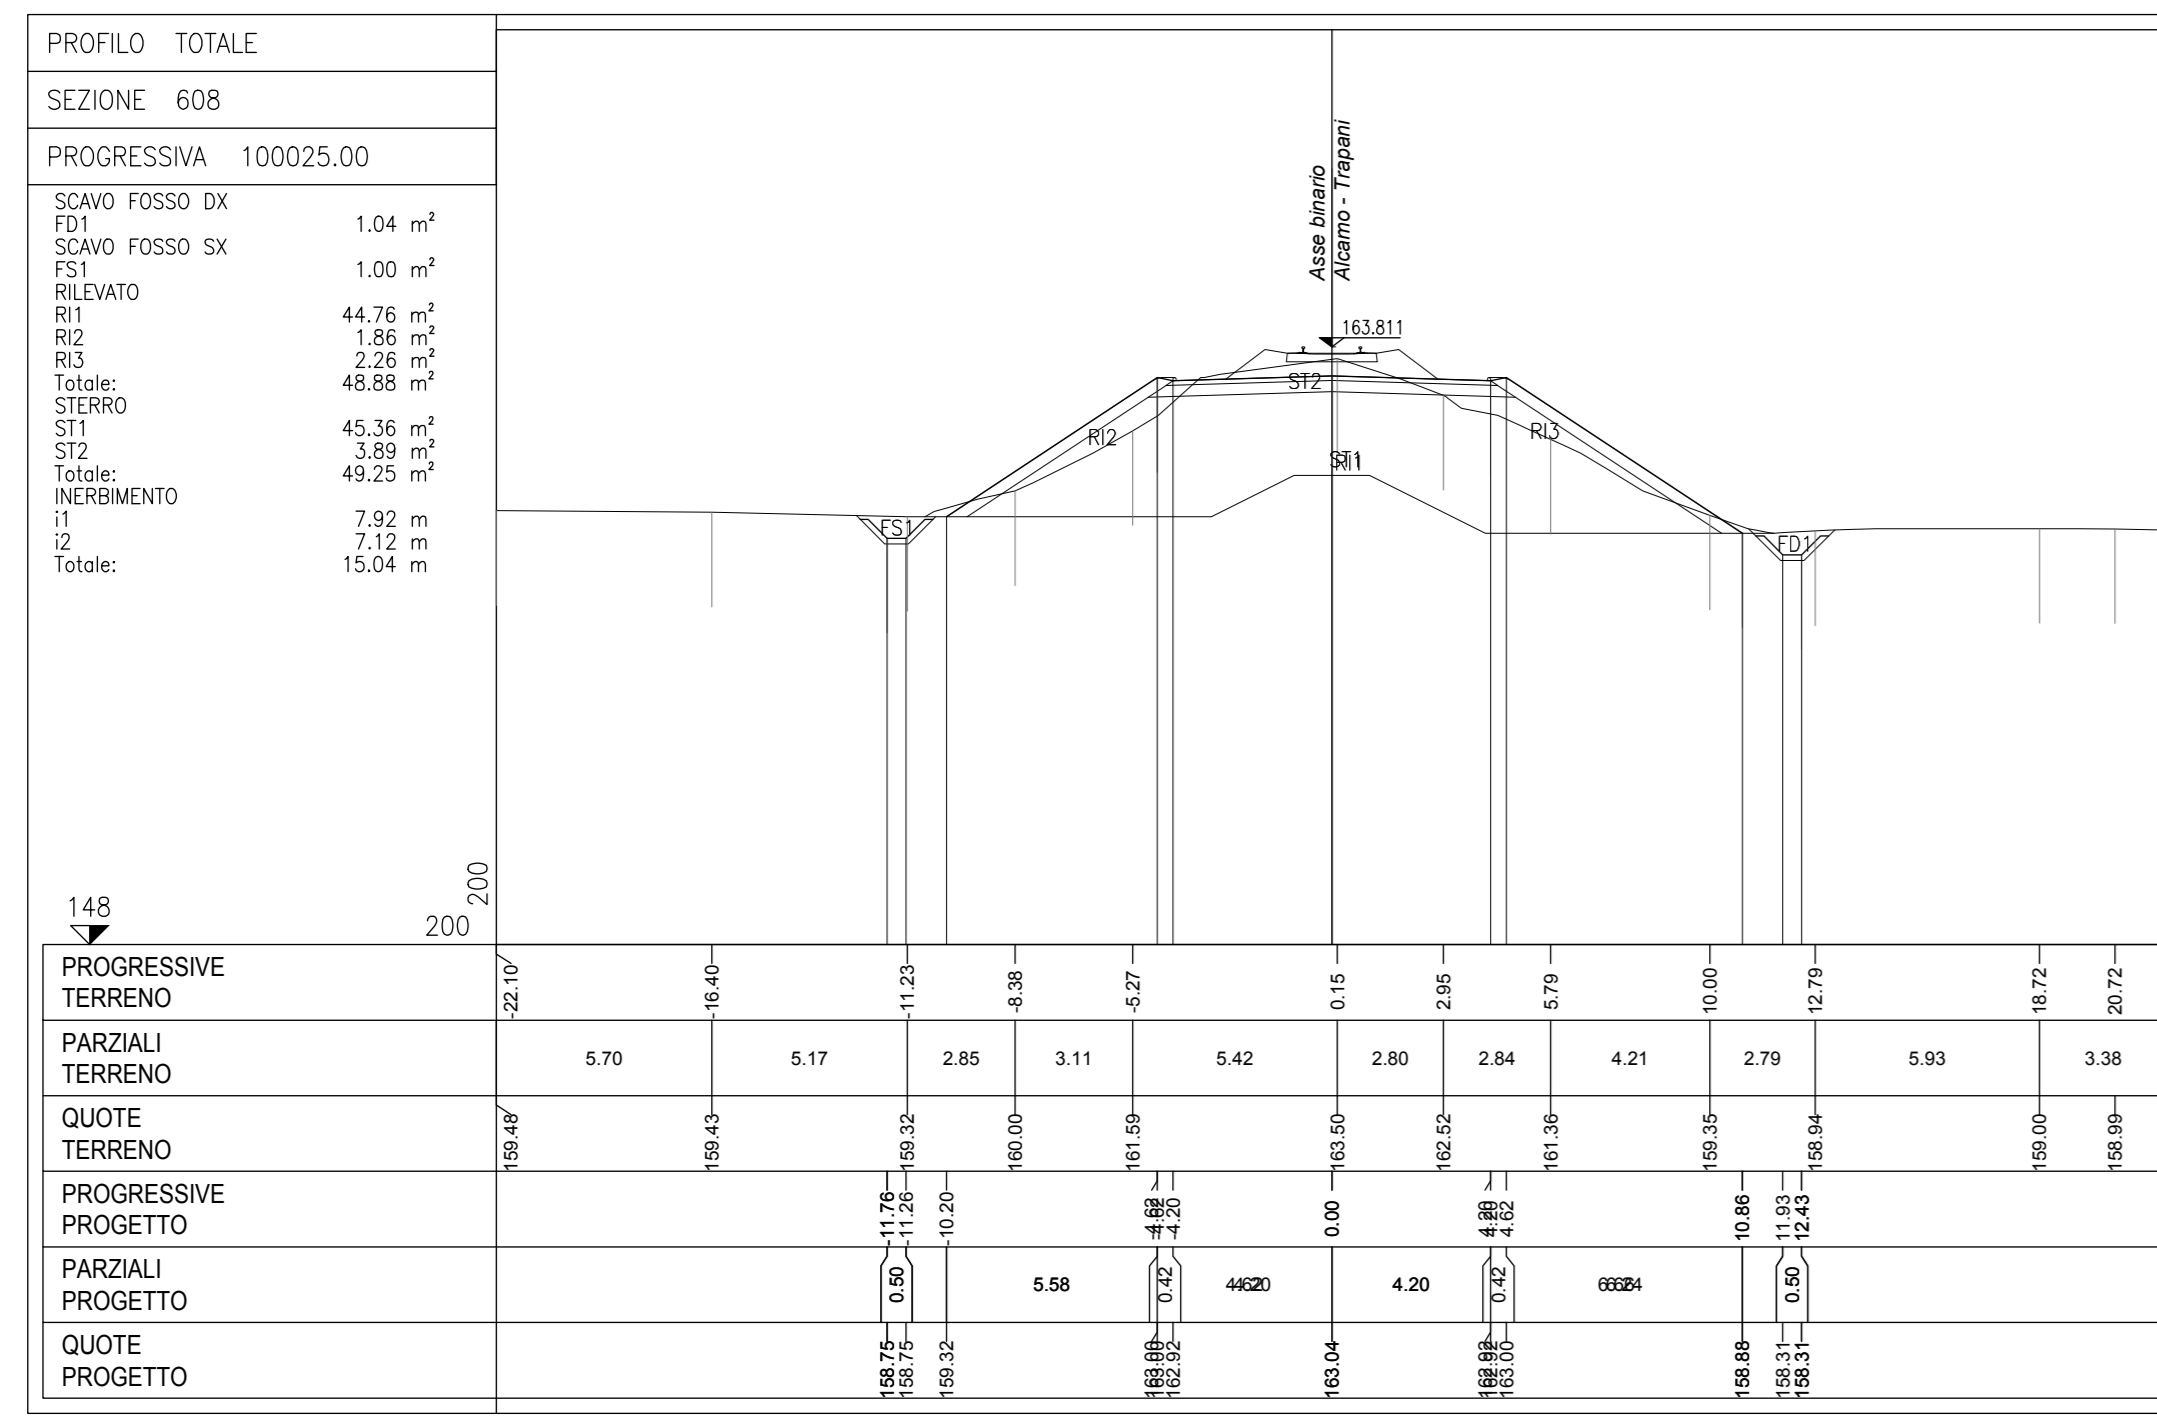 PROFILO TOTALE
SEZIONE 608
PROGRESSIVA 100025.00
SCAVO FOSSO DX
FD1 1.04 m²
SCAVO FOSSO SX
FS1 1.00 m²
RILEVATO
RI1 44.76 m²
RI2 1.86 m²
RI3 2.26 m²
Totale: 48.88 m²
STERRO
ST1 45.36 m²
ST2 3.89 m²
Totale: 49.25 m²
INERBIMENTO
i1 7.92 m
i2 7.12 m
Totale: 15.04 m
Asse binario
Alcamo - Trapani
163.811
ST2
RI2
RI3
ST1
RI1
FS1
FD1
200
148
200
PROGRESSIVE
TERRENO
-22.10 -16.40 -11.23 -8.38 -5.27 0.15 2.95 5.79 10.00 12.79 18.72 20.72
PARZIALI
TERRENO
5.70 5.17 2.85 3.11 5.42 2.80 2.84 4.21 2.79 5.93 3.38
QUOTE
TERRENO
159.48 159.43 159.32 160.00 161.59 163.50 162.52 161.36 159.35 158.94 159.00 158.99
PROGRESSIVE
PROGETTO
-11.76 -11.26 -10.20 -4.62 -4.20 0.00 4.20 4.62 10.86 11.93 12.43
PARZIALI
PROGETTO
0.50 5.58 0.42 4.20 0.42 0.50
QUOTE
PROGETTO
158.75 158.75 159.32 163.00 162.92 163.04 162.92 163.00 158.88 158.31 158.31